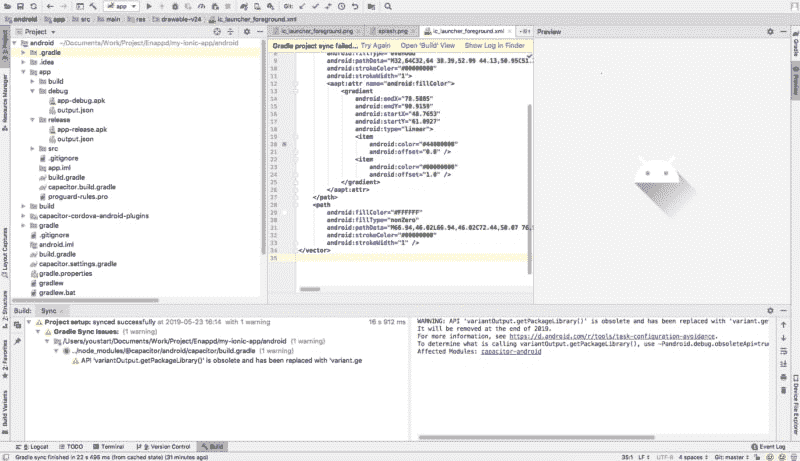 app
android
app
src
main
res
drawable-v24
ic_launcher_foreground.xml
Project
android ~/Documents/Work/Project/Enappd/my-ionic-app/android
.gradle
.idea
app
build
debug
app-debug.apk
output.json
release
app-release.apk
output.json
src
.gitignore
app.iml
build.gradle
capacitor.build.gradle
proguard-rules.pro
build
capacitor-cordova-android-plugins
gradle
.gitignore
android.iml
build.gradle
capacitor.settings.gradle
gradle.properties
gradlew
gradlew.bat
ic_launcher_foreground.png
splash.png
ic_launcher_foreground.xml
Gradle project sync failed... Try Again Open 'Build' View Show Log in Finder
9 android:pathData="M32,64C32,64 38.39,52.99 44.13,50.95C51.
10 android:strokeColor="#00000000"
11 android:strokeWidth="1">
12 <aapt:attr name="android:fillColor">
13 <gradient
14 android:endX="78.5885"
15 android:endY="90.9159"
16 android:startX="48.7653"
17 android:startY="61.0927"
18 android:type="linear">
19 <item
20 android:color="#44000000"
21 android:offset="0.0" />
22 <item
23 android:color="#00000000"
24 android:offset="1.0" />
25 </gradient>
26 </aapt:attr>
27 </path>
28 <path
29 android:fillColor="#FFFFFF"
30 android:fillType="nonZero"
31 android:pathData="M66.94,46.02L66.94,46.02C72.44,50.07 76,
32 android:strokeColor="#00000000"
33 android:strokeWidth="1" />
34 </vector>
35
Preview
1: Project
Resource Manager
Layout Captures
7: Structure
2: Favorites
Build Variants
Gradle
Preview
Device File Explorer
Build: Sync
Project setup: synced successfully at 2019-05-23 16:14 with 1 warning 16 s 912 ms
Gradle Sync Issues: (1 warning)
/Users/youstart/Documents/Work/Project/Enappd/my-ionic-app/android (1 warning)
../node_modules/@capacitor/android/capacitor/build.gradle (1 warning)
API 'variantOutput.getPackageLibrary()' is obsolete and has been replaced with 'variant.ge
WARNING: API 'variantOutput.getPackageLibrary()' is obsolete and has been replaced with 'variant.ge
It will be removed at the end of 2019.
For more information, see https://d.android.com/r/tools/task-configuration-avoidance.
To determine what is calling variantOutput.getPackageLibrary(), use -Pandroid.debug.obsoleteApi=true
Affected Modules: capacitor-android
6: Logcat TODO Terminal 9: Version Control Build Event Log
Gradle sync finished in 22 s 496 ms (from cached state) (31 minutes ago) 35:1 LF UTF-8 4 spaces Git: master